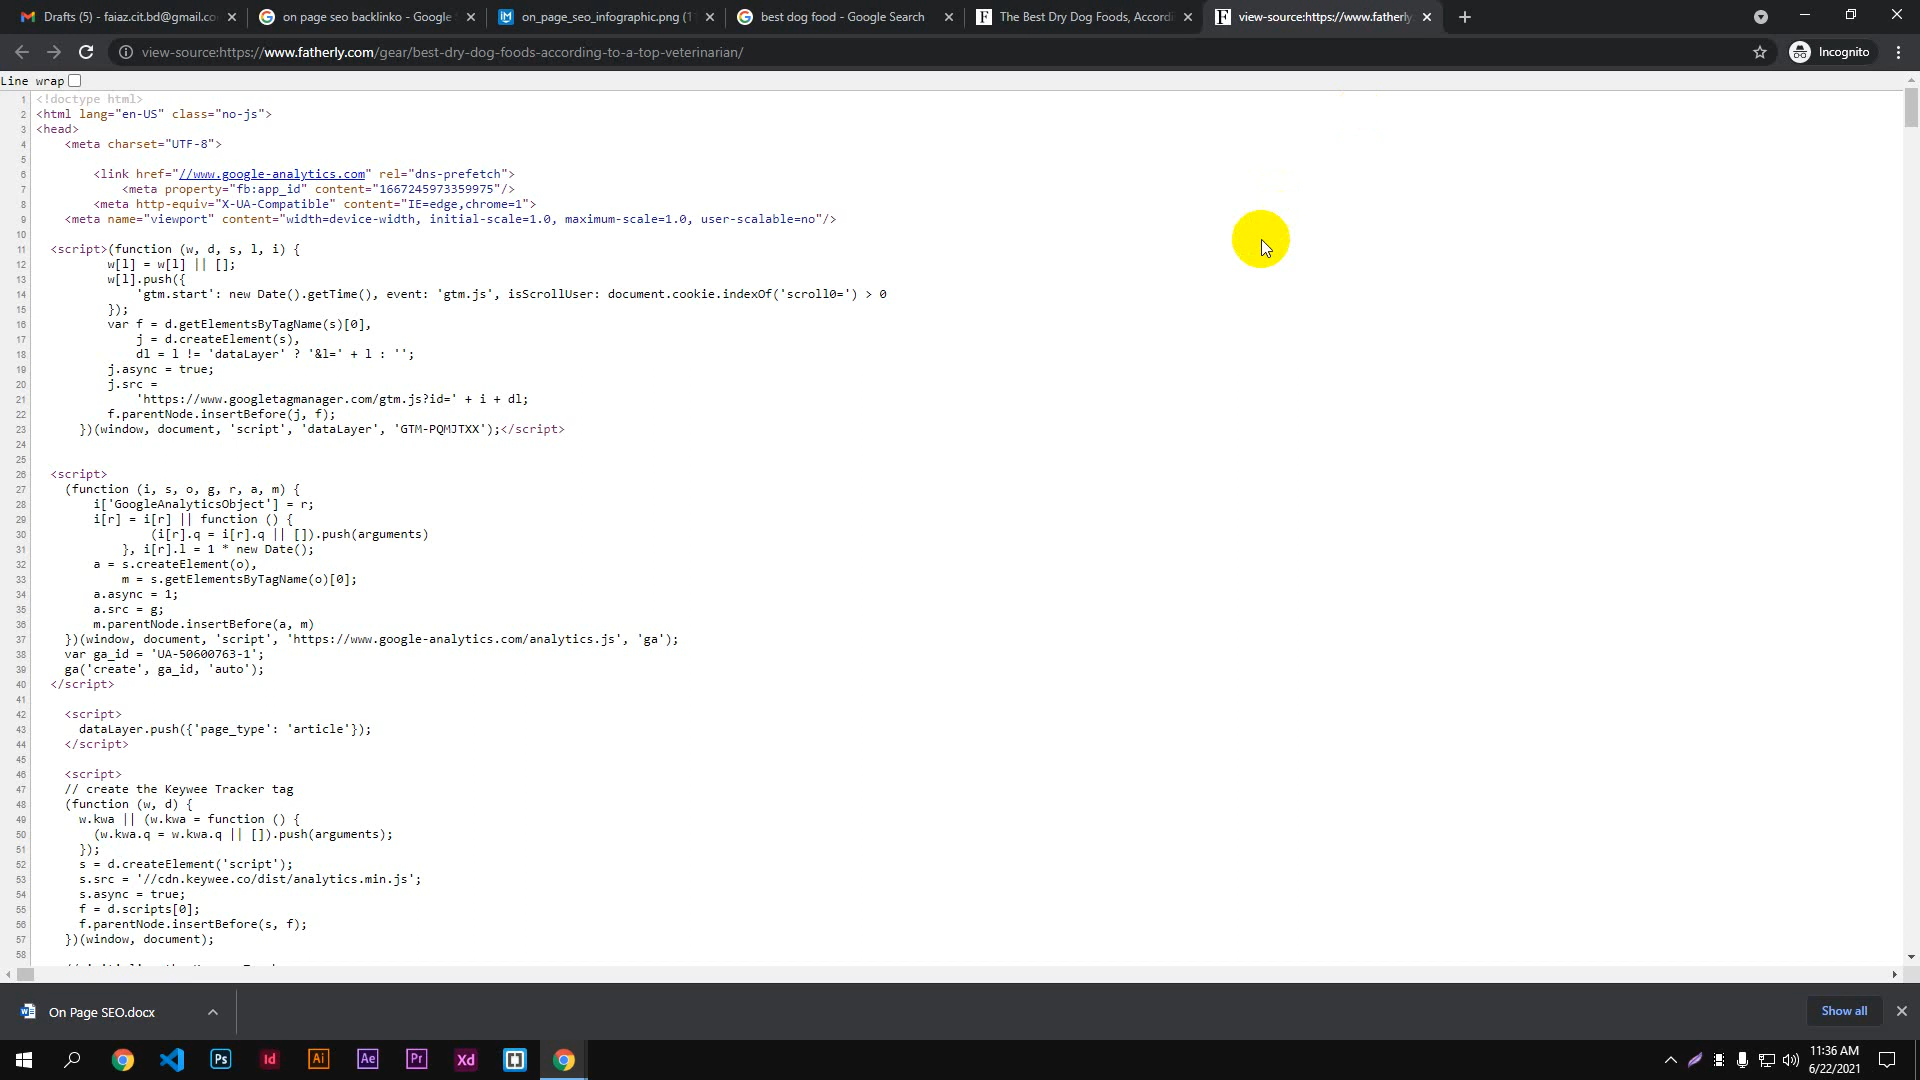 Drafts (5) - faiaz.cit.bd@gmail.co
on page seo backlinko - Google
on_page_seo_infographic.png (1
best dog food - Google Search
The Best Dry Dog Foods, Accordi
view-source:https://www.fatherly
view-source:https://www.fatherly.com/gear/best-dry-dog-foods-according-to-a-top-veterinarian/
Incognito
Line wrap
1 <!doctype html>
2 <html lang="en-US" class="no-js">
3 <head>
4 <meta charset="UTF-8">
5
6 <link href="//www.google-analytics.com" rel="dns-prefetch">
7 <meta property="fb:app_id" content="1667245973359975"/>
8 <meta http-equiv="X-UA-Compatible" content="IE=edge,chrome=1">
9 <meta name="viewport" content="width=device-width, initial-scale=1.0, maximum-scale=1.0, user-scalable=no"/>
10
11 <script>(function (w, d, s, l, i) {
12 w[l] = w[l] || [];
13 w[l].push({
14 'gtm.start': new Date().getTime(), event: 'gtm.js', isScrollUser: document.cookie.indexOf('scroll0=') > 0
15 });
16 var f = d.getElementsByTagName(s)[0],
17 j = d.createElement(s),
18 dl = l != 'dataLayer' ? '&l=' + l : '';
19 j.async = true;
20 j.src =
21 'https://www.googletagmanager.com/gtm.js?id=' + i + dl;
22 f.parentNode.insertBefore(j, f);
23 })(window, document, 'script', 'dataLayer', 'GTM-PQMJTXX');</script>
24
25
26 <script>
27 (function (i, s, o, g, r, a, m) {
28 i['GoogleAnalyticsObject'] = r;
29 i[r] = i[r] || function () {
30 (i[r].q = i[r].q || []).push(arguments)
31 }, i[r].l = 1 * new Date();
32 a = s.createElement(o),
33 m = s.getElementsByTagName(o)[0];
34 a.async = 1;
35 a.src = g;
36 m.parentNode.insertBefore(a, m)
37 })(window, document, 'script', 'https://www.google-analytics.com/analytics.js', 'ga');
38 var ga_id = 'UA-50600763-1';
39 ga('create', ga_id, 'auto');
40 </script>
41
42 <script>
43 dataLayer.push({'page_type': 'article'});
44 </script>
45
46 <script>
47 // create the Keywee Tracker tag
48 (function (w, d) {
49 w.kwa || (w.kwa = function () {
50 (w.kwa.q = w.kwa.q || []).push(arguments);
51 });
52 s = d.createElement('script');
53 s.src = '//cdn.keywee.co/dist/analytics.min.js';
54 s.async = true;
55 f = d.scripts[0];
56 f.parentNode.insertBefore(s, f);
57 })(window, document);
58
On Page SEO.docx
Show all
Ps
Id
Ai
Ae
Pr
Xd
11:36 AM
6/22/2021